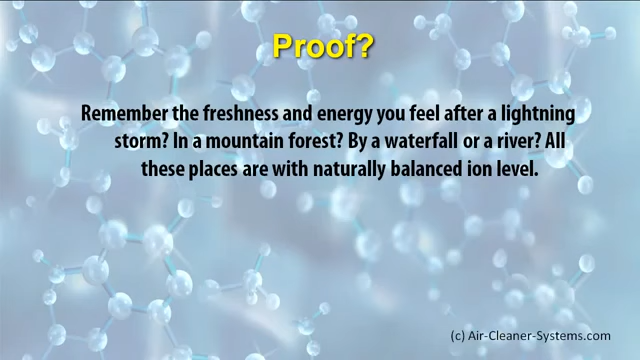 Proof?
Remember the freshness and energy you feel after a lightning
storm? In a mountain forest? By a waterfall or a river? All
these places are with naturally balanced ion level.
(c) Air-Cleaner-Systems.com